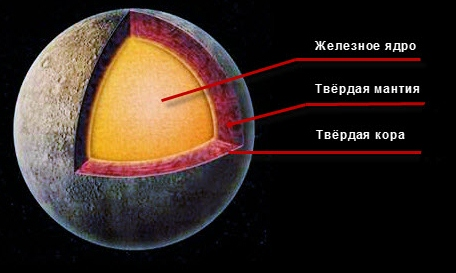 Железное ядро
Твёрдая мантия
Твёрдая кора